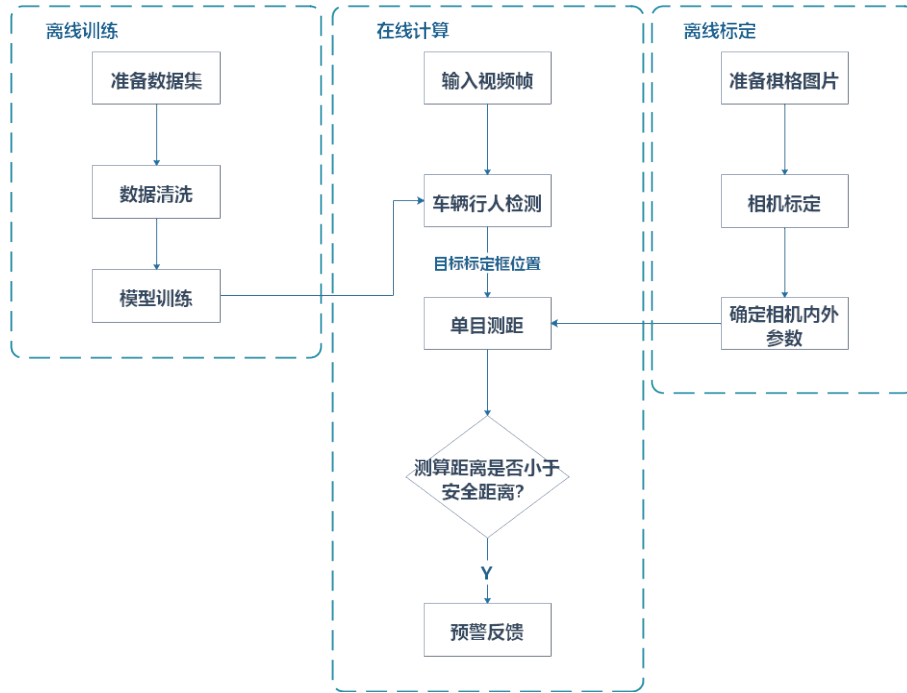 离线训练
准备数据集
数据清洗
模型训练
在线计算
输入视频帧
车辆行人检测
目标标定框位置
单目测距
测算距离是否小于
安全距离?
Y
预警反馈
离线标定
准备棋格图片
相机标定
确定相机内外
参数